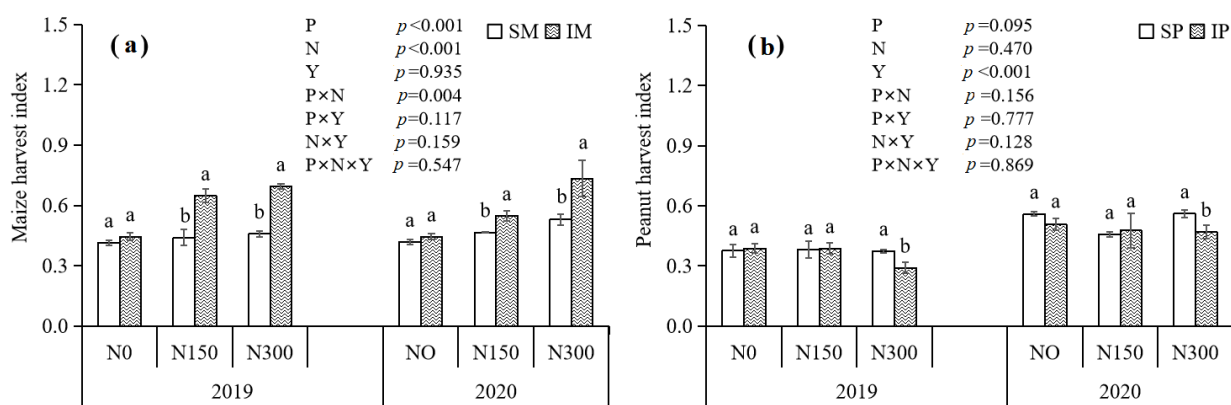 Maize harvest index
1.5
1.2
0.9
0.6
0.3
0.0
(a)
P p<0.001
N p<0.001
Y p=0.935
P×N p=0.004
P×Y p=0.117
N×Y p=0.159
P×N×Y p=0.547
SM IM
a a b a b a a a b a b a
N0 N150 N300 NO N150 N300
2019 2020
Peanut harvest index
1.5
1.2
0.9
0.6
0.3
0.0
(b)
P p=0.095
N p=0.470
Y p<0.001
P×N p=0.156
P×Y p=0.777
N×Y p=0.128
P×N×Y p=0.869
SP IP
a a a a a b a a a a a b
N0 N150 N300 NO N150 N300
2019 2020